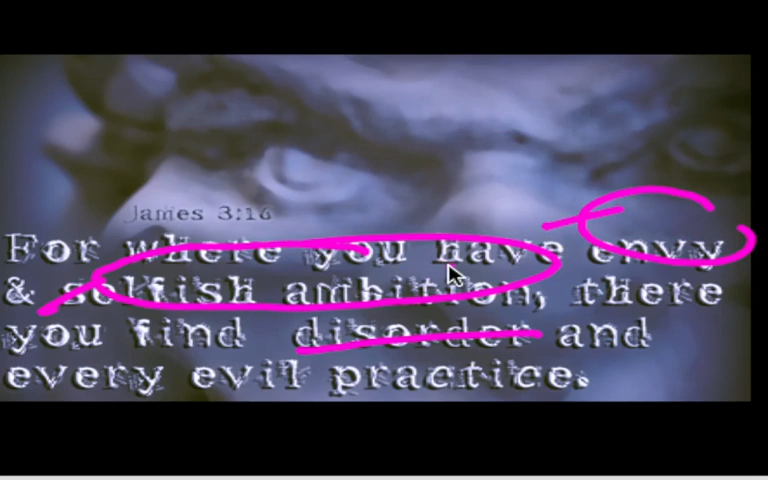 James 3:16
For where you have envy
& selfish ambition, there
you find disorder and
every evil practice.